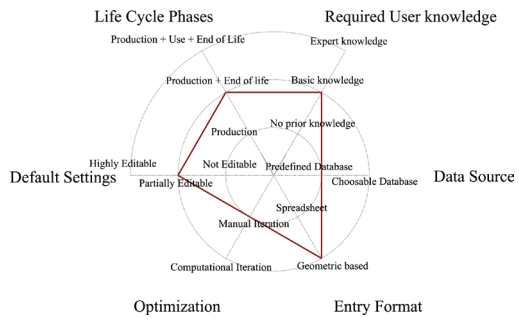 Life Cycle Phases
Required User knowledge
Production + Use + End of Life
Expert knowledge
Production + End of life
Basic knowledge
Production
No prior knowledge
Highly Editable
Not Editable
Predefined Database
Default Settings
Partially Editable
Choosable Database
Data Source
Spreadsheet
Manual Iteration
Computational Iteration
Geometric based
Optimization
Entry Format